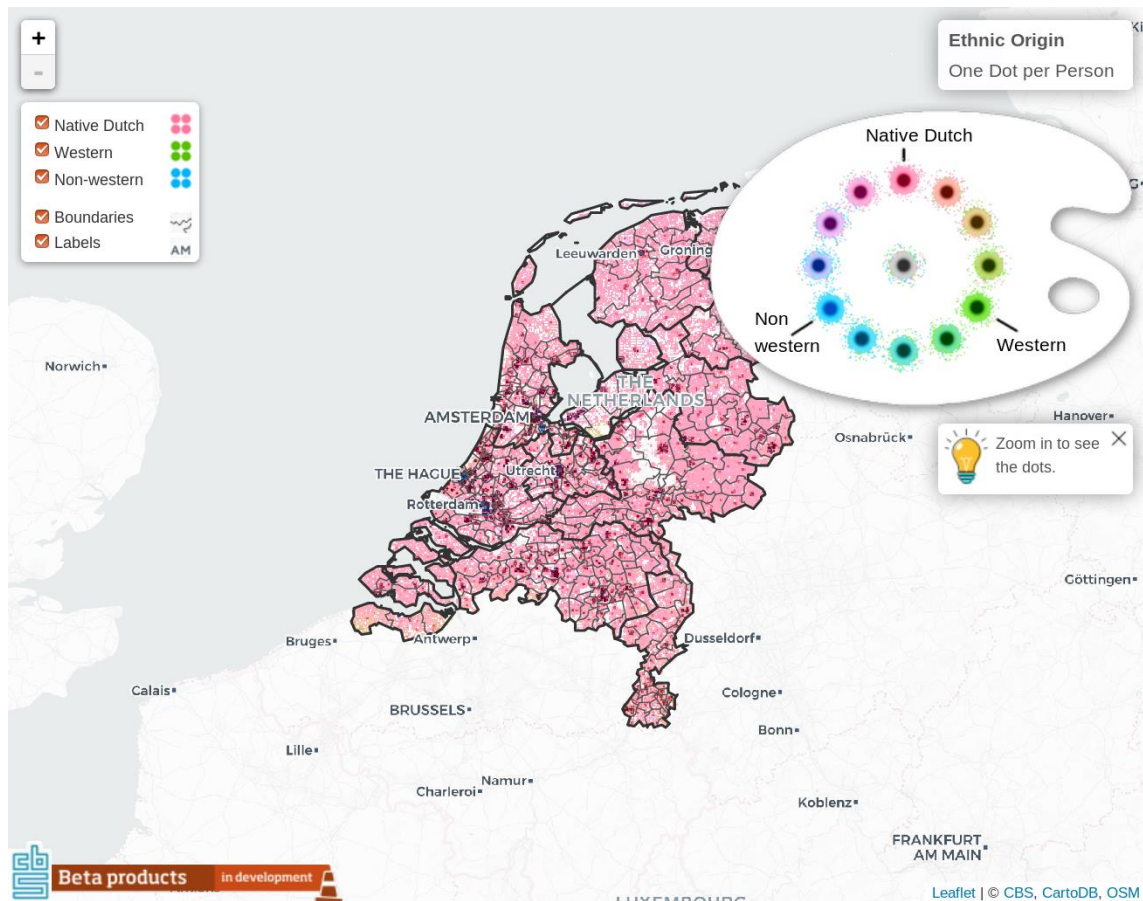 +
-
Native Dutch
Western
Non-western
Boundaries
Labels
AM
Ethnic Origin
One Dot per Person
Native Dutch
Non
western
Western
Zoom in to see
the dots.
Leeuwarden
Groning
Norwich
THE
NETHERLANDS
AMSTERDAM
Hanover
Osnabrück
THE HAGUE
Utrecht
Rotterdam
Göttingen
Bruges
Antwerp
Dusseldorf
Calais
Cologne
BRUSSELS
Bonn
Lille
Namur
Charleroi
Koblenz
FRANKFURT
AM MAIN
cbs
Beta products
in development
LUXEMBOURG
Leaflet | © CBS, CartoDB, OSM